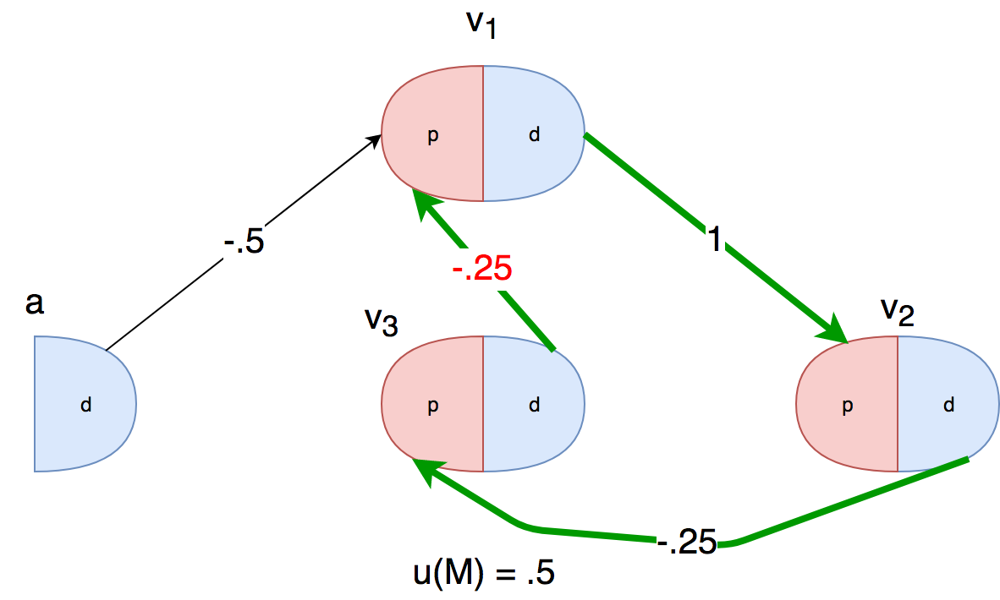 v₁
p d
-.5
1
-.25
a
v₃
v₂
d
p d
p d
-.25
u(M) = .5